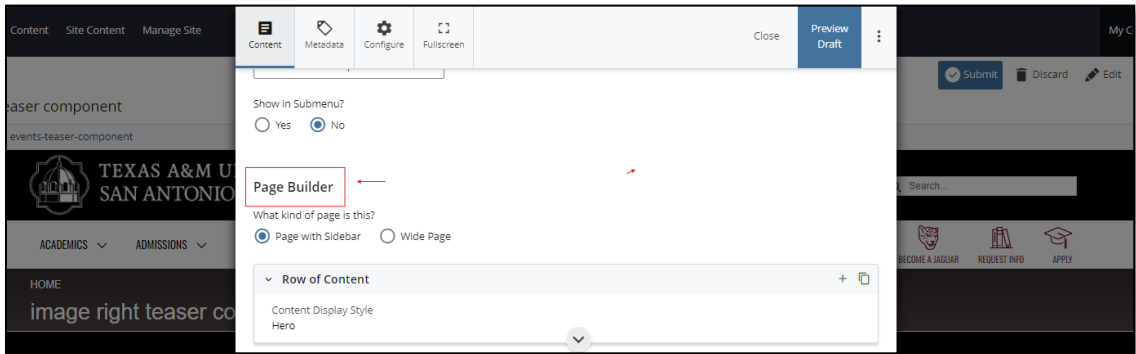 Content Site Content Manage Site
Content Metadata Configure Fullscreen
Close
Preview
Draft
My C
Submit Discard Edit
Show in Submenu?
Yes No
easer component
events-teaser-component
TEXAS A&M U
SAN ANTONIO
Search...
Page Builder
What kind of page is this?
Page with Sidebar Wide Page
ACADEMICS ADMISSIONS
BECOME A JAGUAR REQUEST INFO APPLY
Row of Content
HOME
image right teaser co
Content Display Style
Hero